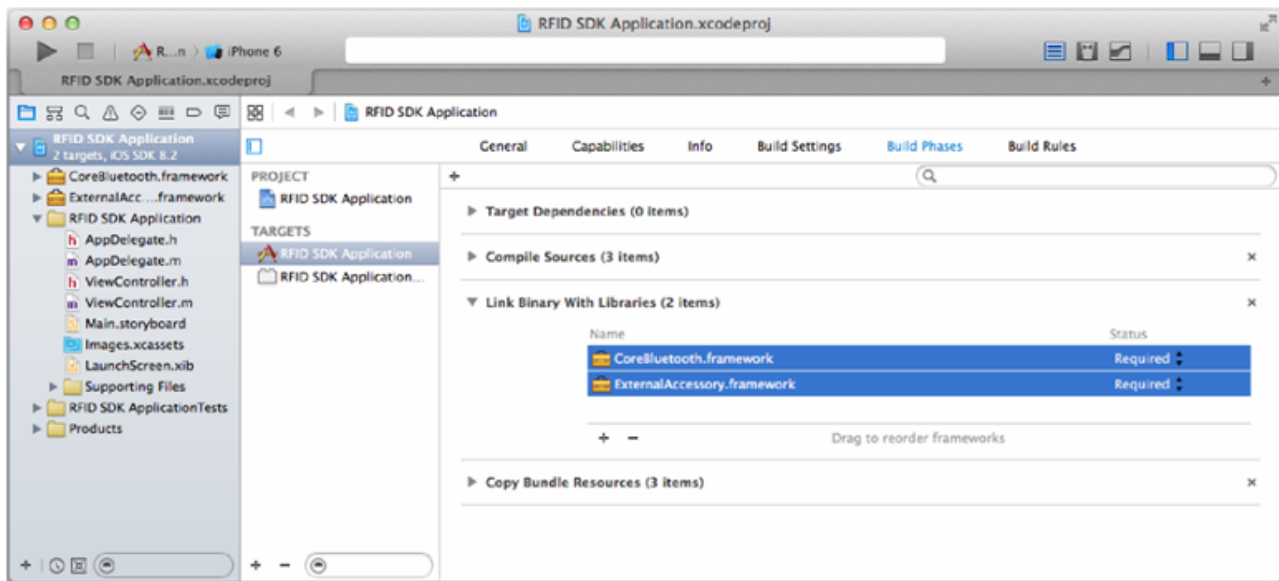 RFID SDK Application.xcodeproj
R...n
iPhone 6
RFID SDK Application.xcodeproj
RFID SDK Application
RFID SDK Application
2 targets, iOS SDK 8.2
CoreBluetooth.framework
ExternalAcc...framework
RFID SDK Application
h AppDelegate.h
m AppDelegate.m
h ViewController.h
m ViewController.m
Main.storyboard
Images.xcassets
LaunchScreen.xib
Supporting Files
RFID SDK ApplicationTests
Products
General Capabilities Info Build Settings Build Phases Build Rules
PROJECT
RFID SDK Application
TARGETS
RFID SDK Application
RFID SDK Application...
Target Dependencies (0 items)
Compile Sources (3 items)
Link Binary With Libraries (2 items)
Name Status
CoreBluetooth.framework Required
ExternalAccessory.framework Required
Drag to reorder frameworks
Copy Bundle Resources (3 items)